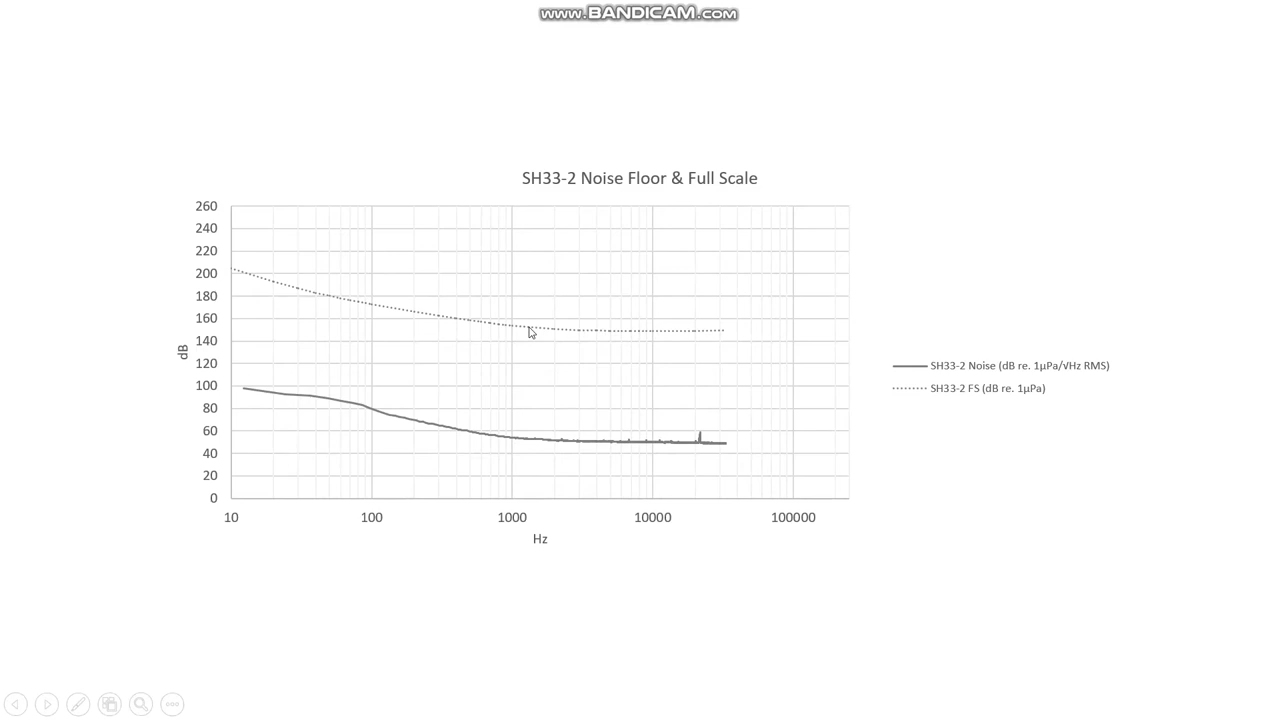 www.BANDICAM.com
SH33-2 Noise Floor & Full Scale
260
240
220
200
180
160
140
120
100
80
60
40
20
0
dB
10 100 1000 10000 100000
Hz
SH33-2 Noise (dB re. 1µPa/√Hz RMS)
SH33-2 FS (dB re. 1µPa)